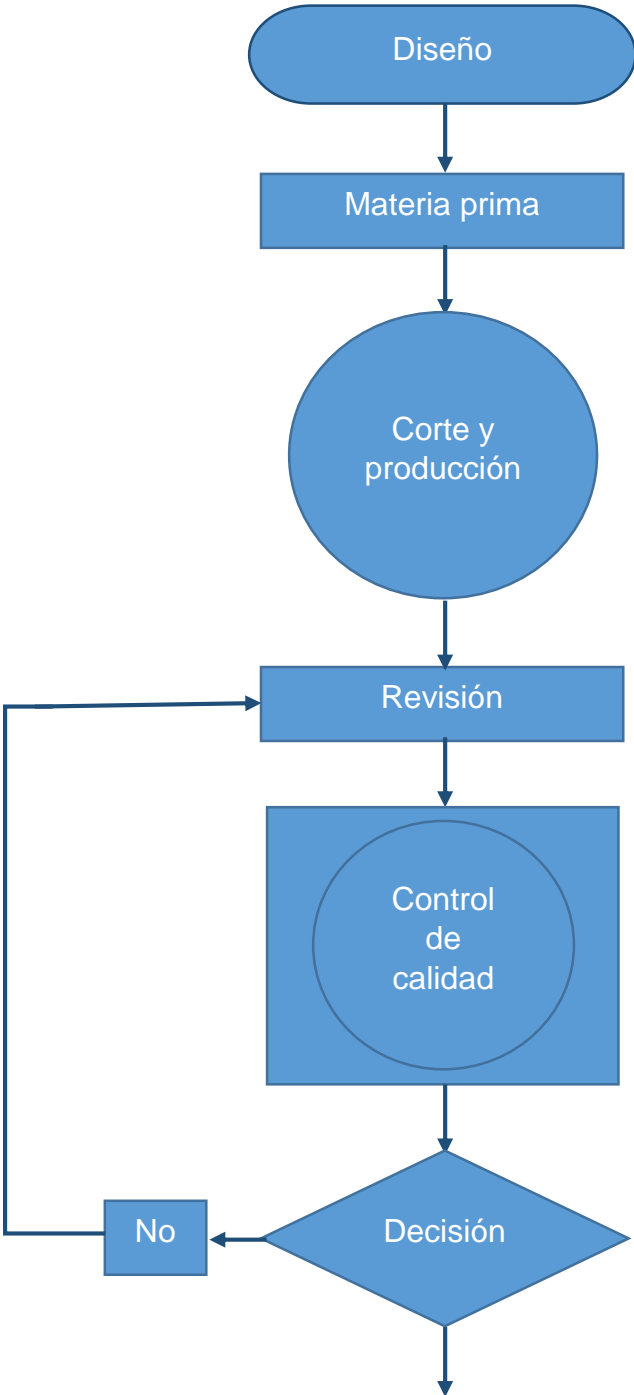 Diseño
Materia prima
Corte y
producción
Revisión
Control
de
calidad
No
Decisión